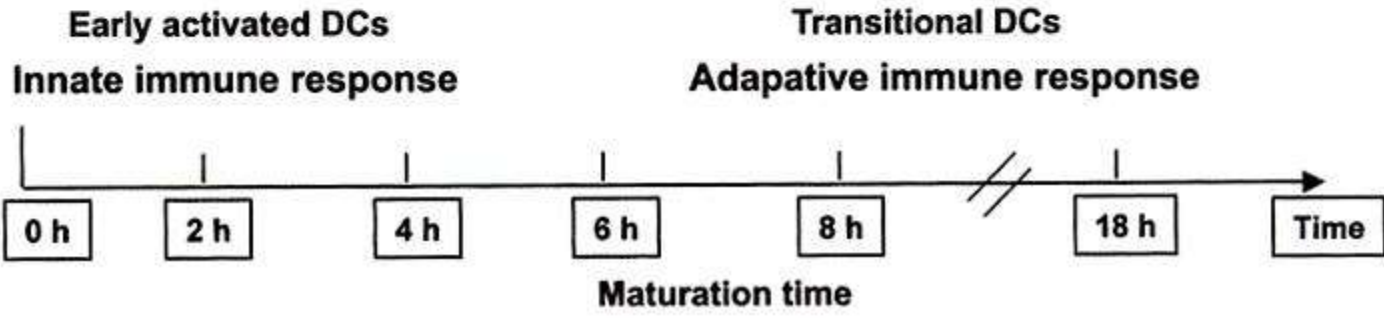 Early activated DCs
Transitional DCs
Innate immune response
Adapative immune response
0 h
2 h
4 h
6 h
8 h
18 h
Time
Maturation time